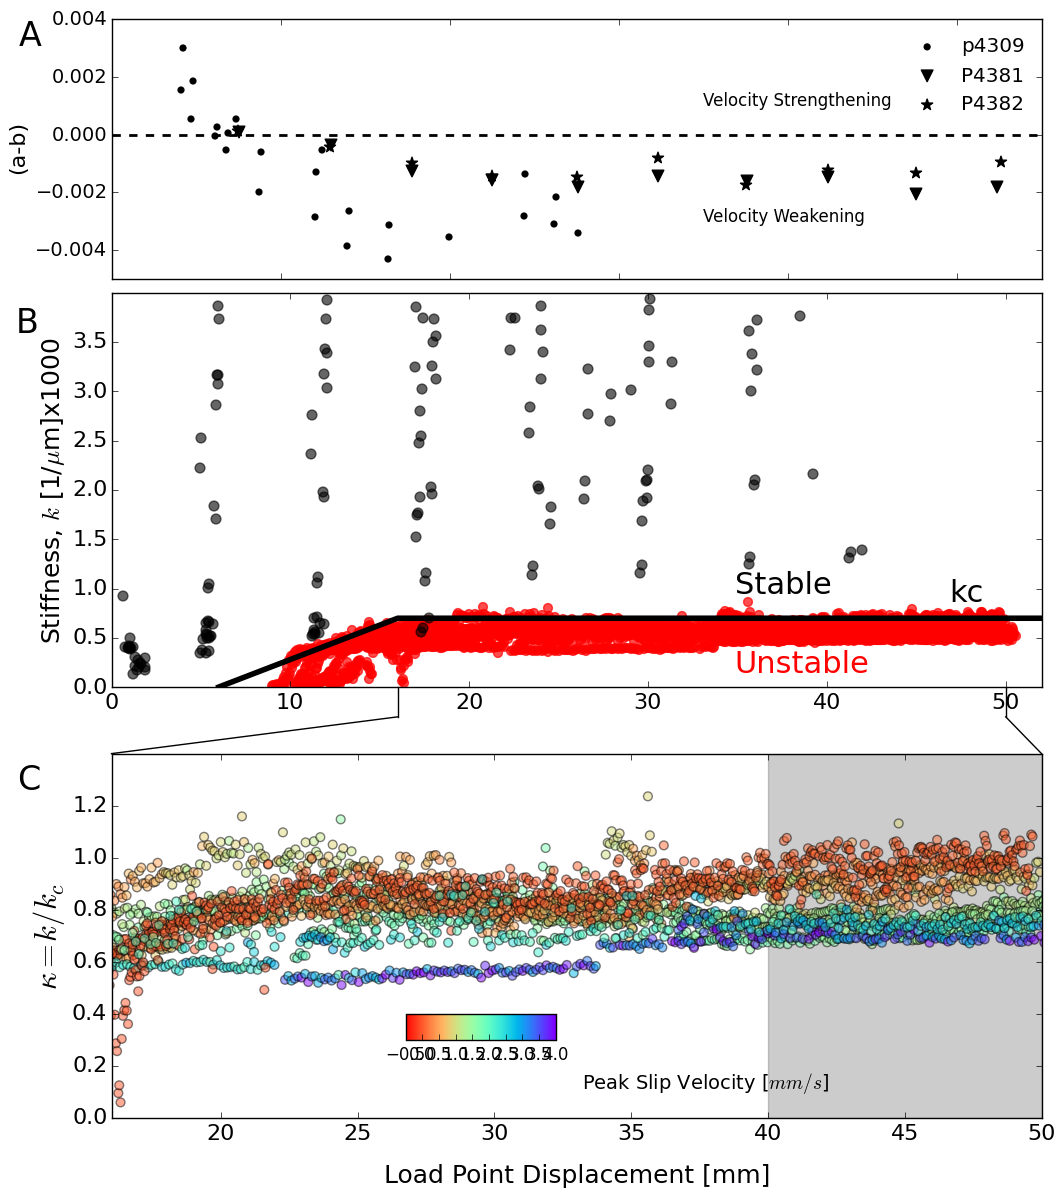 A
0.004
0.002
0.000
−0.002
−0.004
(a-b)
p4309
P4381
P4382
Velocity Strengthening
Velocity Weakening
B
3.5
3.0
2.5
2.0
1.5
1.0
0.5
0.0
Stiffness, k [1/μm]x1000
Stable
kc
Unstable
0 10 20 30 40 50
C
1.2
1.0
0.8
0.6
0.4
0.2
0.0
κ=k/k_c
−0.5 0.0 0.5 1.0 1.5 2.0 2.5 3.0 3.5 4.0
Peak Slip Velocity [mm/s]
20 25 30 35 40 45 50
Load Point Displacement [mm]